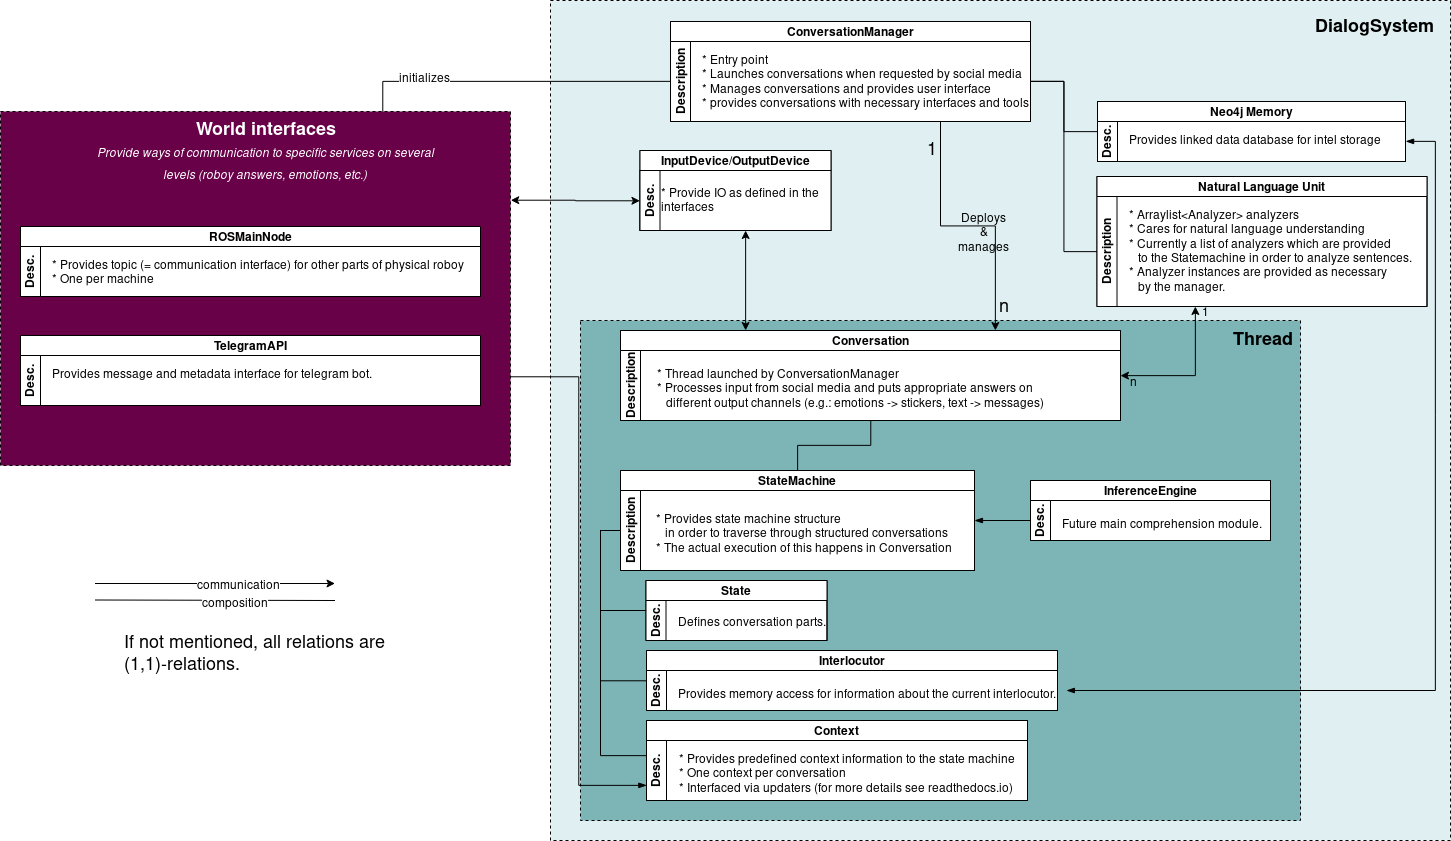 DialogSystem
ConversationManager
Description
* Entry point
* Launches conversations when requested by social media
* Manages conversations and provides user interface
* provides conversations with necessary interfaces and tools
initializes
World interfaces
Provide ways of communication to specific services on several
levels (roboy answers, emotions, etc.)
ROSMainNode
Desc.
* Provides topic (= communication interface) for other parts of physical roboy
* One per machine
TelegramAPI
Desc.
Provides message and metadata interface for telegram bot.
InputDevice/OutputDevice
Desc.
* Provide IO as defined in the
interfaces
1
Deploys
&
manages
n
Neo4j Memory
Desc.
Provides linked data database for intel storage
Natural Language Unit
Description
* Arraylist<Analyzer> analyzers
* Cares for natural language understanding
* Currently a list of analyzers which are provided
to the Statemachine in order to analyze sentences.
* Analyzer instances are provided as necessary
by the manager.
1
n
Thread
Conversation
Description
* Thread launched by ConversationManager
* Processes input from social media and puts appropriate answers on
different output channels (e.g.: emotions -> stickers, text -> messages)
StateMachine
Description
* Provides state machine structure
in order to traverse through structured conversations
* The actual execution of this happens in Conversation
InferenceEngine
Desc.
Future main comprehension module.
State
Desc.
Defines conversation parts.
Interlocutor
Desc.
Provides memory access for information about the current interlocutor.
Context
Desc.
* Provides predefined context information to the state machine
* One context per conversation
* Interfaced via updaters (for more details see readthedocs.io)
communication
composition
If not mentioned, all relations are
(1,1)-relations.